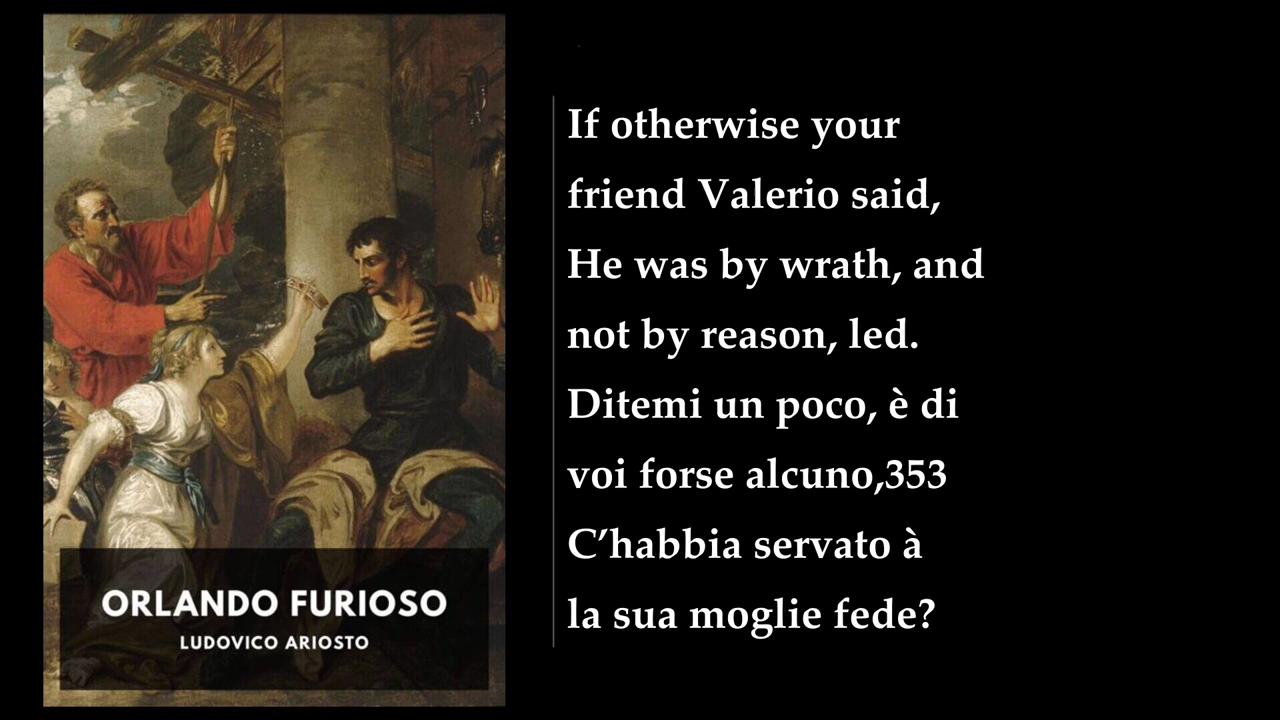 ORLANDO FURIOSO
LUDOVICO ARIOSTO
If otherwise your
friend Valerio said,
He was by wrath, and
not by reason, led.
Ditemi un poco, è di
voi forse alcuno,353
C’habbia servato à
la sua moglie fede?